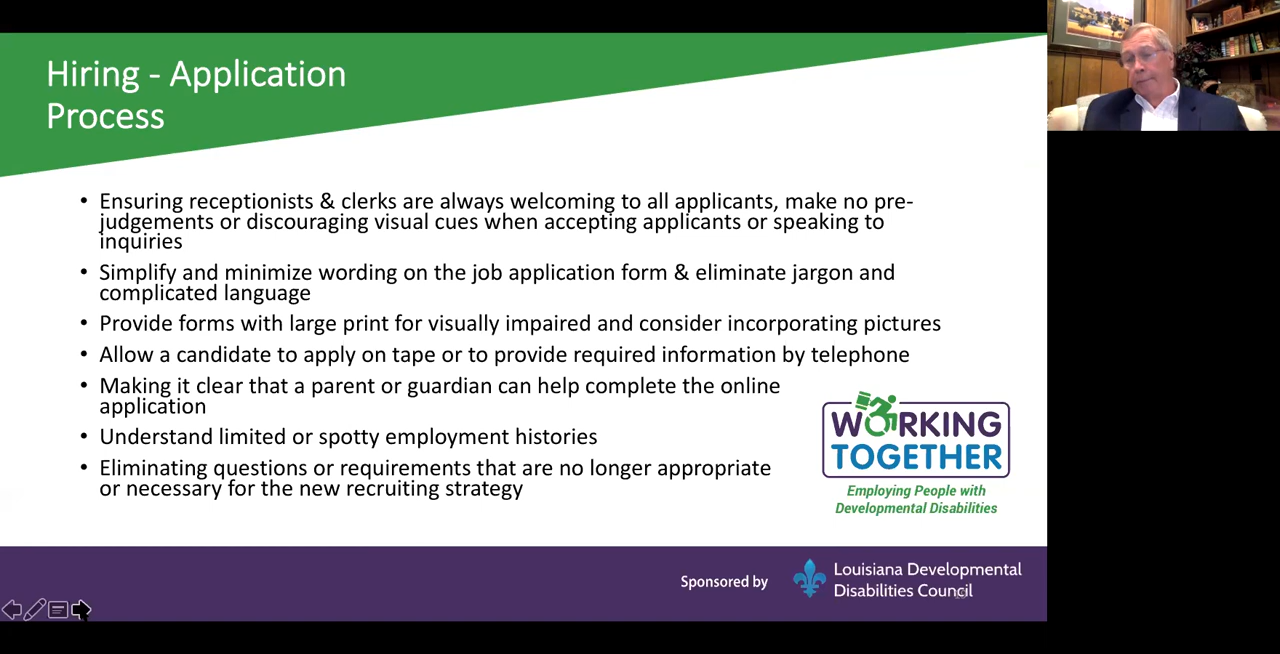 Hiring - Application
Process
• Ensuring receptionists & clerks are always welcoming to all applicants, make no pre-
judgements or discouraging visual cues when accepting applicants or speaking to
inquiries
• Simplify and minimize wording on the job application form & eliminate jargon and
complicated language
• Provide forms with large print for visually impaired and consider incorporating pictures
• Allow a candidate to apply on tape or to provide required information by telephone
• Making it clear that a parent or guardian can help complete the online
application
• Understand limited or spotty employment histories
• Eliminating questions or requirements that are no longer appropriate
or necessary for the new recruiting strategy
WORKING
TOGETHER
Employing People with
Developmental Disabilities
Sponsored by
Louisiana Developmental
Disabilities Council